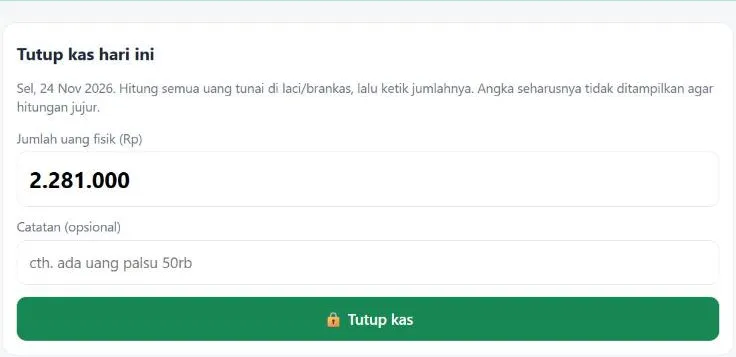 Tutup kas hari ini
Sel, 24 Nov 2026. Hitung semua uang tunai di laci/brankas, lalu ketik jumlahnya. Angka seharusnya tidak ditampilkan agar
hitungan jujur.
Jumlah uang fisik (Rp)
2.281.000
Catatan (opsional)
cth. ada uang palsu 50rb
🔒 Tutup kas